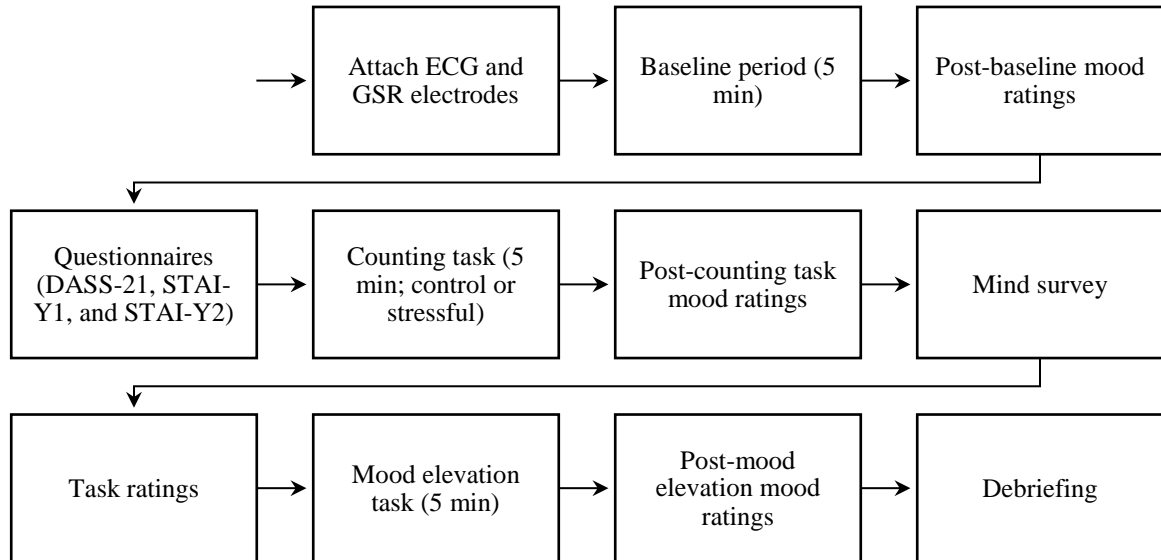 Attach ECG and
GSR electrodes
Baseline period (5
min)
Post-baseline mood
ratings
Questionnaires
(DASS-21, STAI-
Y1, and STAI-Y2)
Counting task (5
min; control or
stressful)
Post-counting task
mood ratings
Mind survey
Task ratings
Mood elevation
task (5 min)
Post-mood
elevation mood
ratings
Debriefing